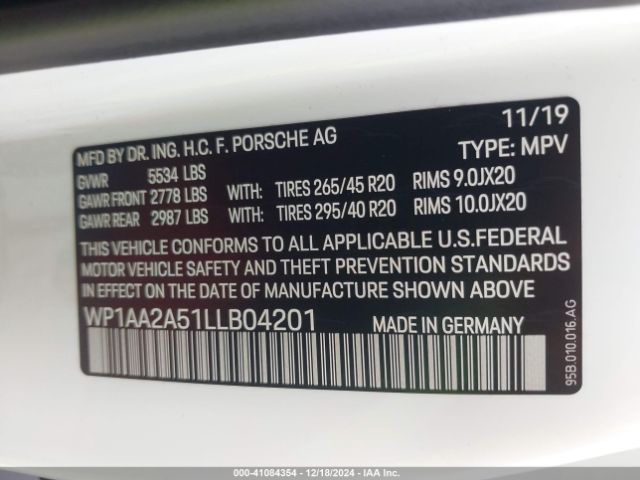 11/19
MFD BY DR. ING. H.C. F. PORSCHE AG TYPE: MPV
GVWR 5534 LBS
GAWR FRONT 2778 LBS WITH: TIRES 265/45 R20 RIMS 9.0JX20
GAWR REAR 2987 LBS WITH: TIRES 295/40 R20 RIMS 10.0JX20
THIS VEHICLE CONFORMS TO ALL APPLICABLE U.S.FEDERAL
MOTOR VEHICLE SAFETY AND THEFT PREVENTION STANDARDS
IN EFFECT ON THE DATE OF MANUFACTURE SHOWN ABOVE
WP1AA2A51LLB04201 MADE IN GERMANY
95B.010.016.AG
000-41084354 | 12/18/2024 - IAA Inc.